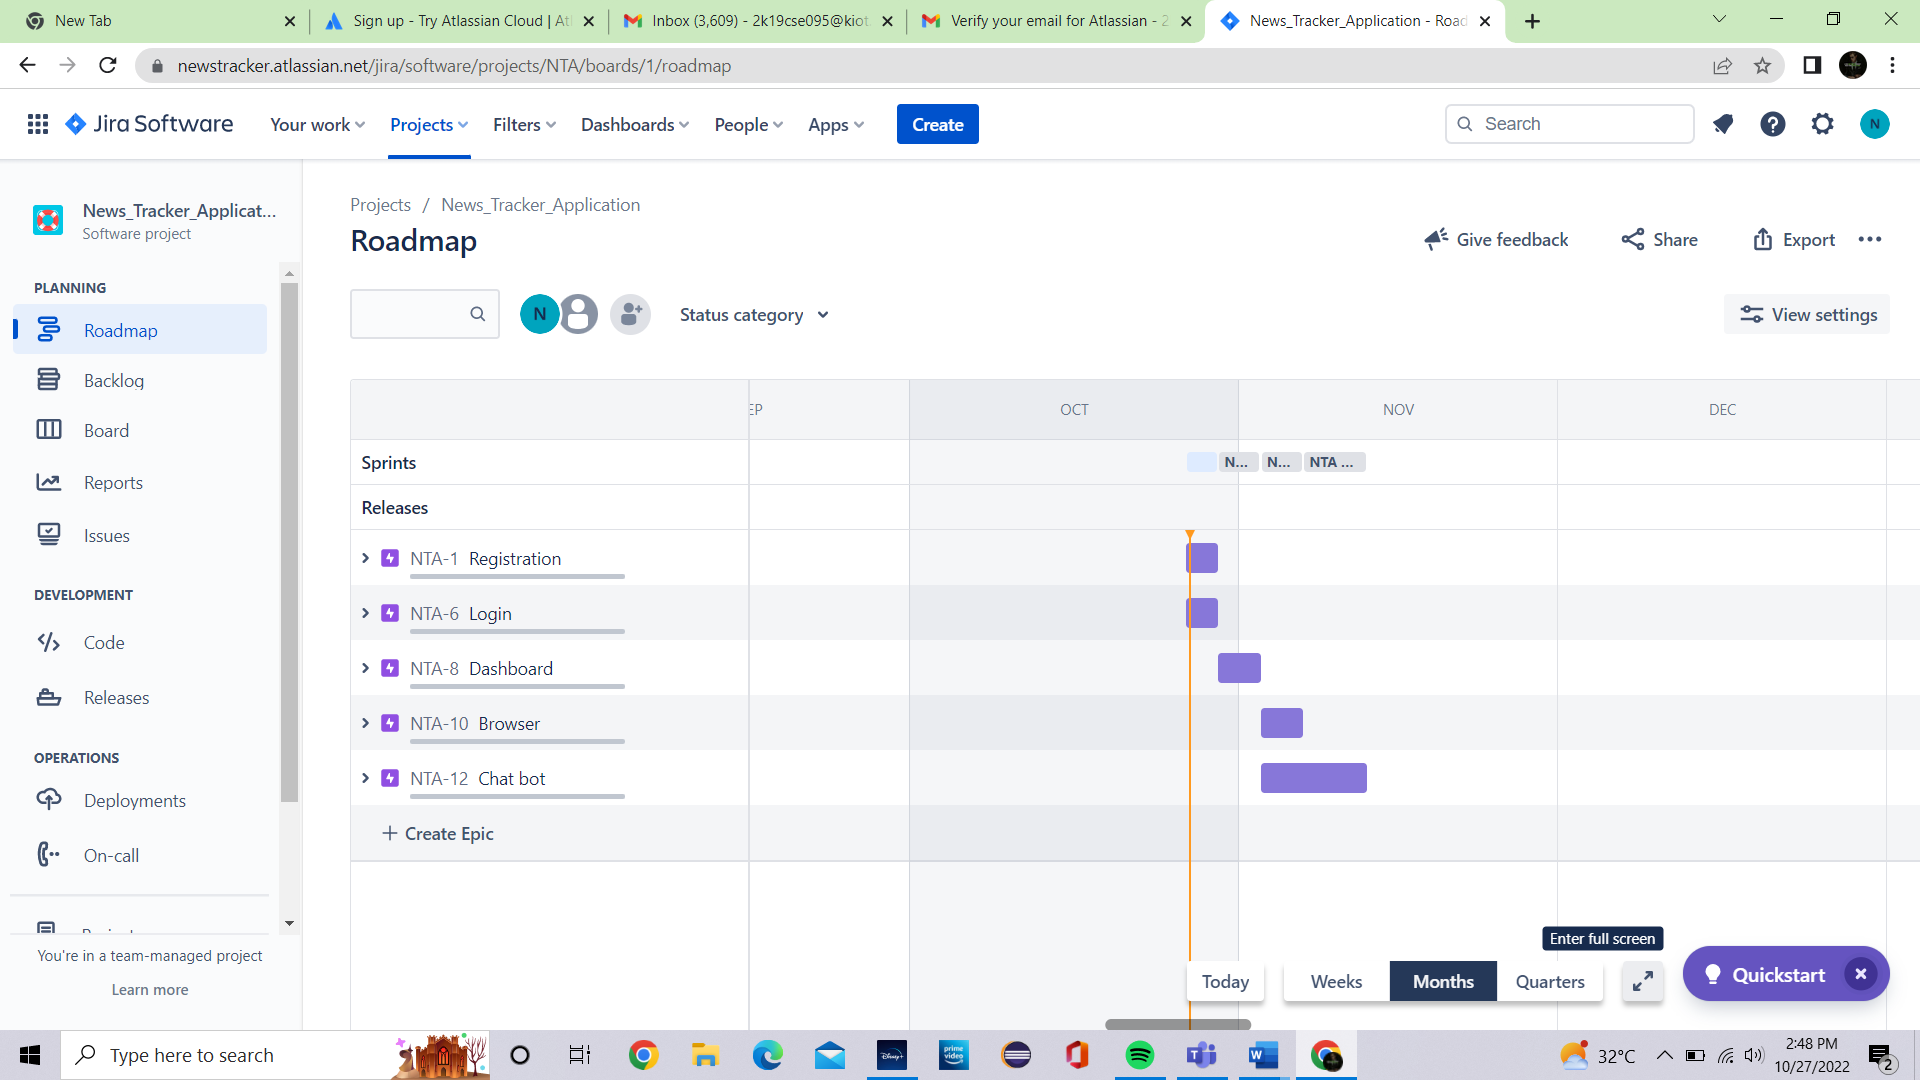 New Tab
Sign up - Try Atlassian Cloud | Atl
Inbox (3,609) - 2k19cse095@kiot
Verify your email for Atlassian - 2
News_Tracker_Application - Road
newstracker.atlassian.net/jira/software/projects/NTA/boards/1/roadmap
Jira Software
Your work
Projects
Filters
Dashboards
People
Apps
Create
Search
N
News_Tracker_Applicat...
Software project
Projects / News_Tracker_Application
Roadmap
Give feedback
Share
Export
PLANNING
Roadmap
Backlog
Board
Reports
Issues
DEVELOPMENT
Code
Releases
OPERATIONS
Deployments
On-call
You're in a team-managed project
Learn more
N
Status category
View settings
EP
OCT
NOV
DEC
Sprints
N...
N...
NTA ...
Releases
NTA-1 Registration
NTA-6 Login
NTA-8 Dashboard
NTA-10 Browser
NTA-12 Chat bot
+ Create Epic
Enter full screen
Today
Weeks
Months
Quarters
Quickstart
Type here to search
Disney+
prime video
32°C
2:48 PM
10/27/2022
2